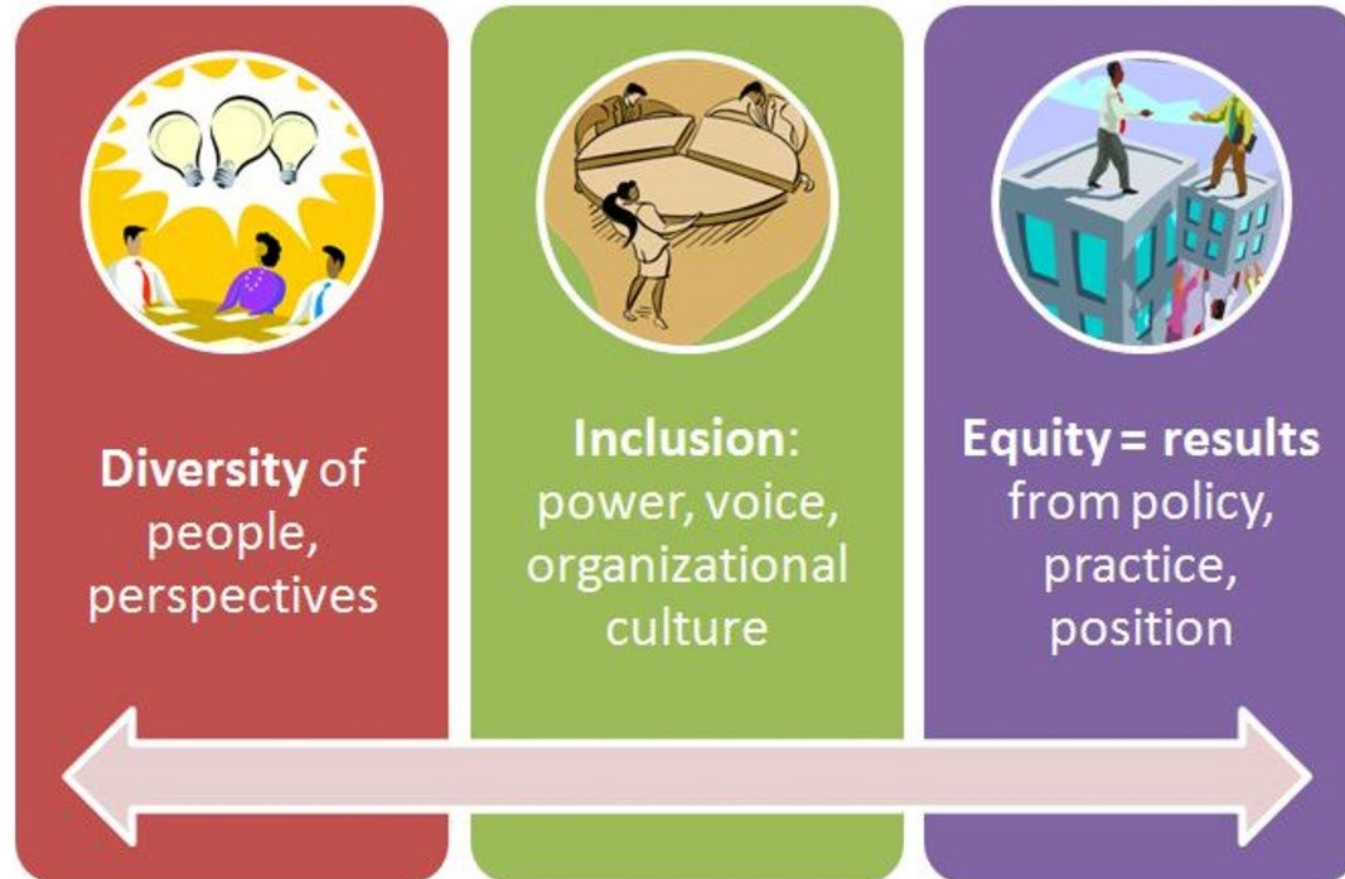 Diversity of
people,
perspectives
Inclusion:
power, voice,
organizational
culture
Equity = results
from policy,
practice,
position